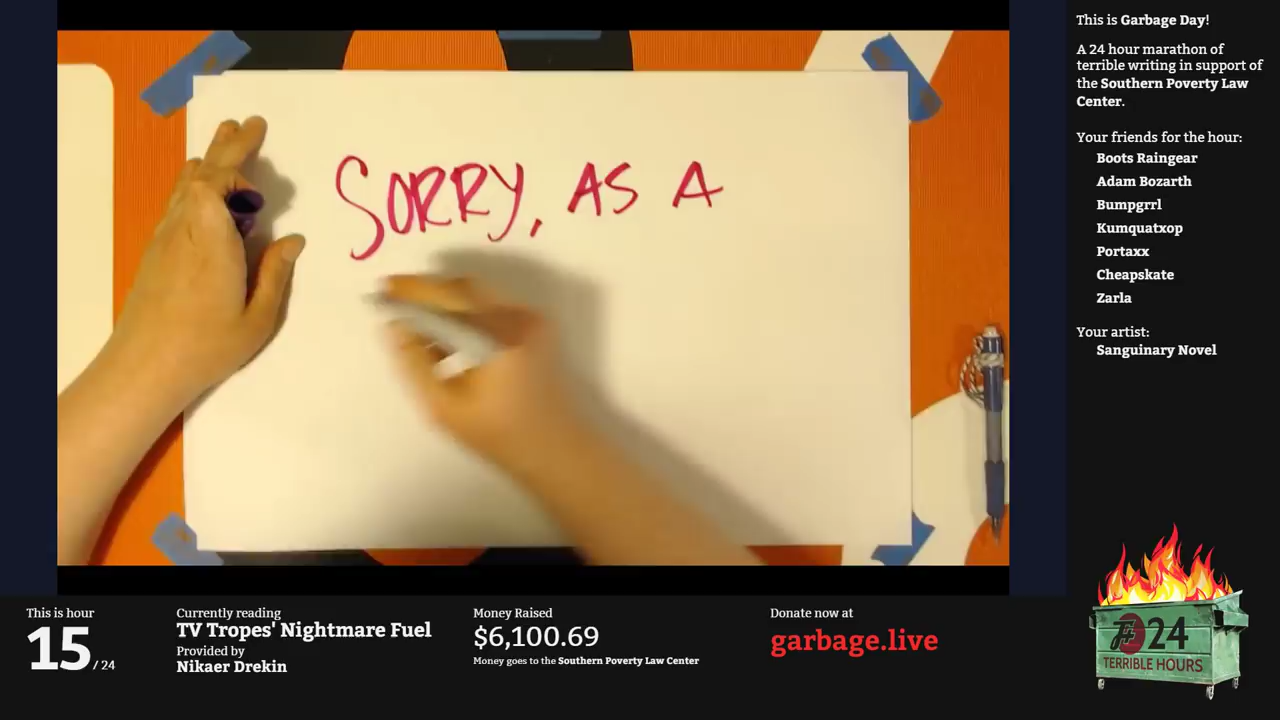 SORRY, AS A
This is Garbage Day!
A 24 hour marathon of
terrible writing in support of
the Southern Poverty Law
Center.
Your friends for the hour:
Boots Raingear
Adam Bozarth
Bumpgrrl
Kumquatxop
Portaxx
Cheapskate
Zarla
Your artist:
Sanguinary Novel
This is hour
15 / 24
Currently reading
TV Tropes' Nightmare Fuel
Provided by
Nikaer Drekin
Money Raised
$6,100.69
Money goes to the Southern Poverty Law Center
Donate now at
garbage.live
24
TERRIBLE HOURS